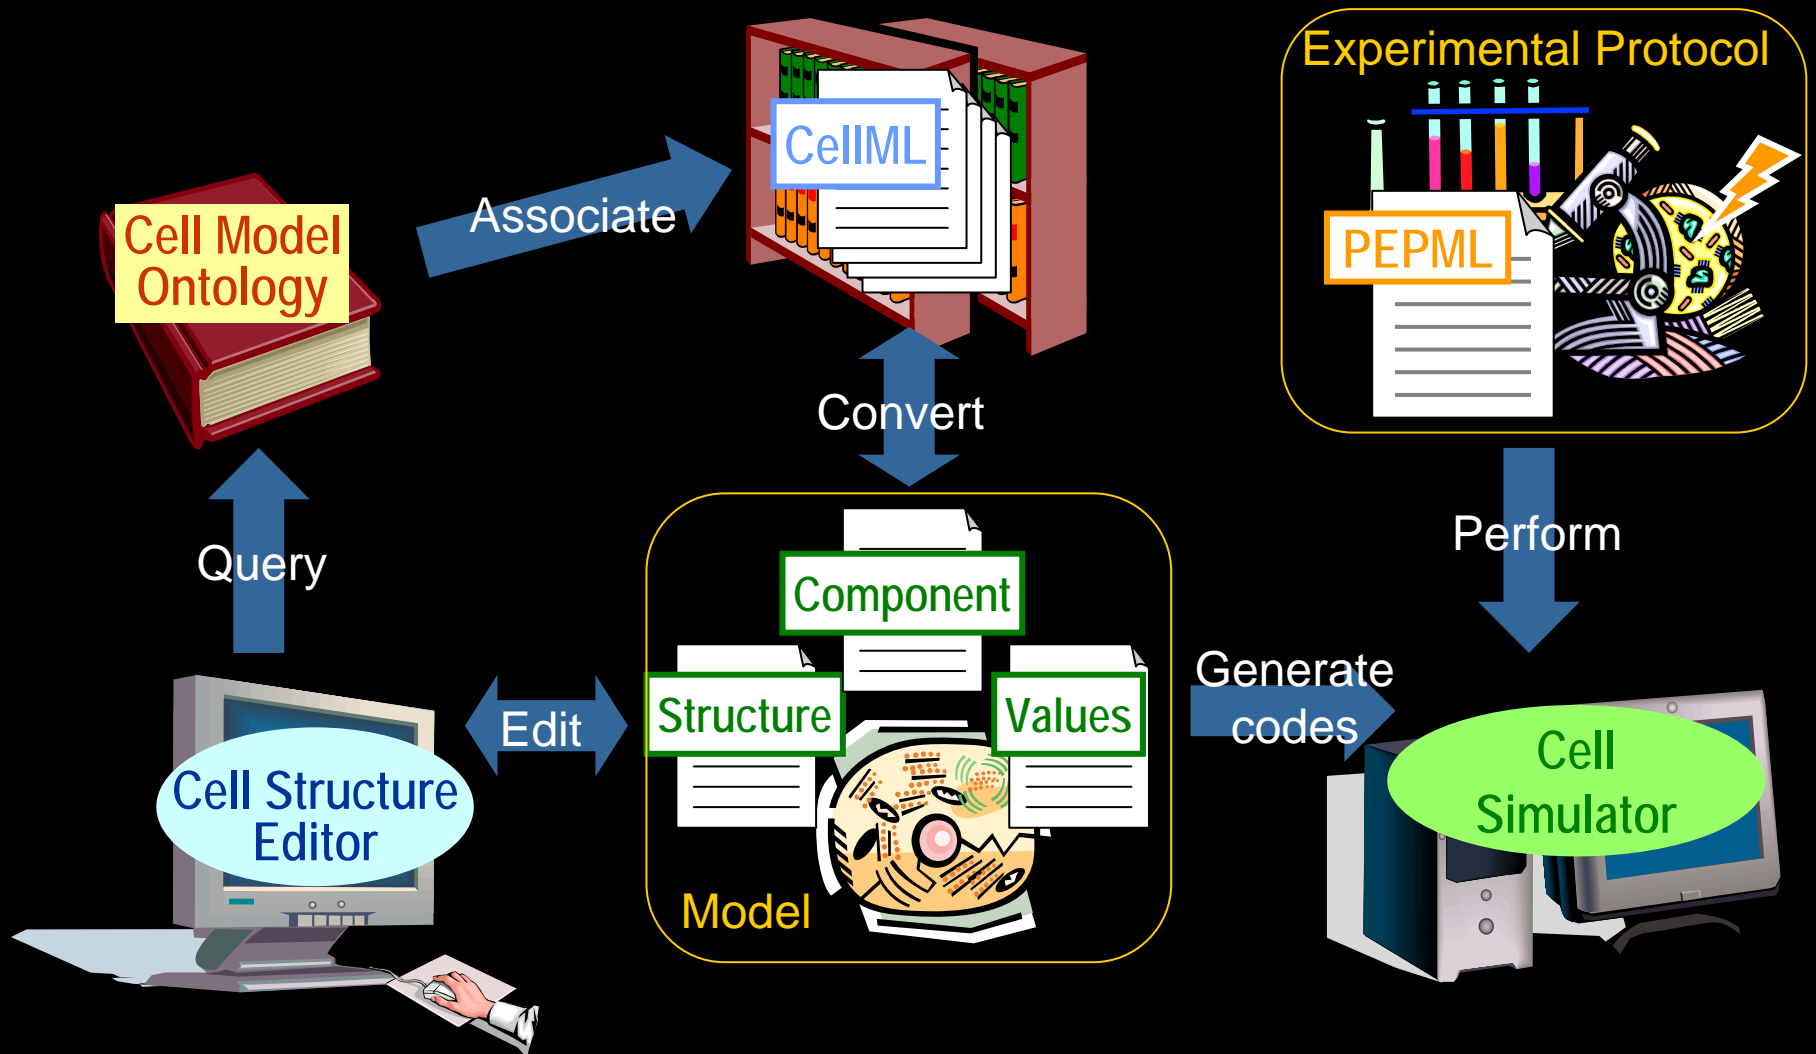 Experimental Protocol
CellML
Cell Model
Ontology
Associate
PEPML
Convert
Query
Perform
Component
Structure
Values
Generate
codes
Edit
Cell Structure
Editor
Cell
Simulator
Model